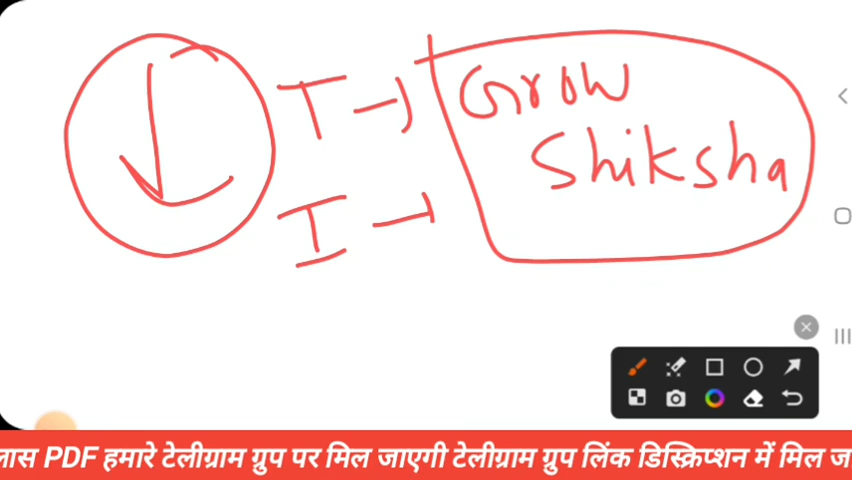 T → Grow
Shiksha
I →
PDF हमारे टेलीग्राम ग्रुप पर मिल जाएगी टेलीग्राम ग्रुप लिंक डिस्क्रिप्शन में मिल